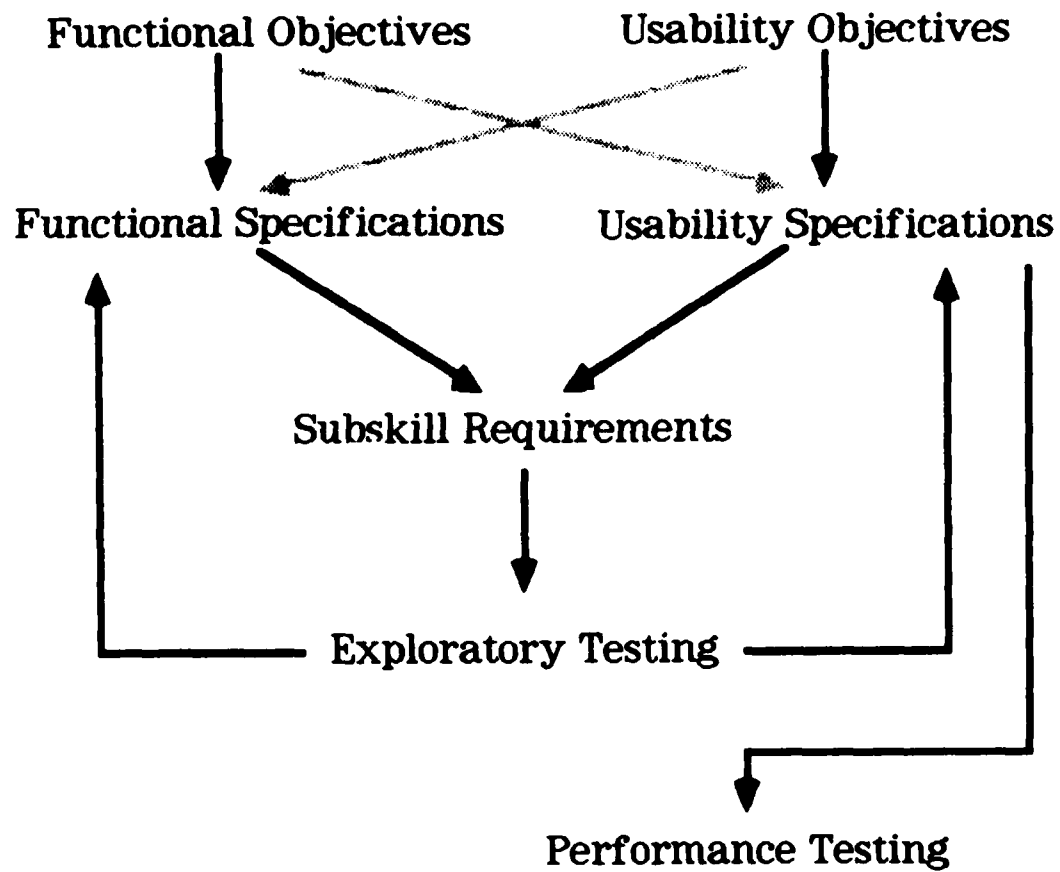 Functional Objectives
Usability Objectives
Functional Specifications
Usability Specifications
Subskill Requirements
Exploratory Testing
Performance Testing